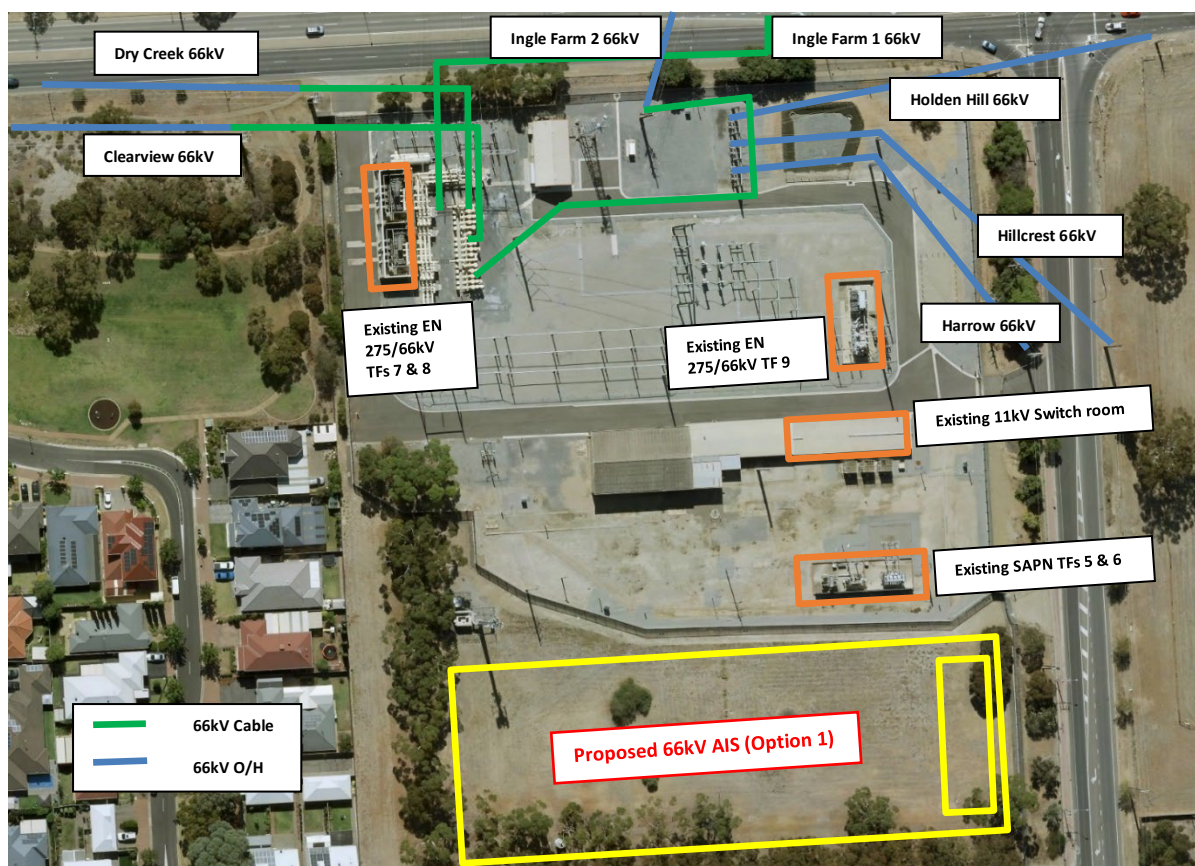 Ingle Farm 2 66kV
Ingle Farm 1 66kV
Dry Creek 66kV
Holden Hill 66kV
Clearview 66kV
Hillcrest 66kV
Harrow 66kV
Existing EN
275/66kV
TFs 7 & 8
Existing EN
275/66kV TF 9
Existing 11kV Switch room
Existing SAPN TFs 5 & 6
Proposed 66kV AIS (Option 1)
66kV Cable
66kV O/H